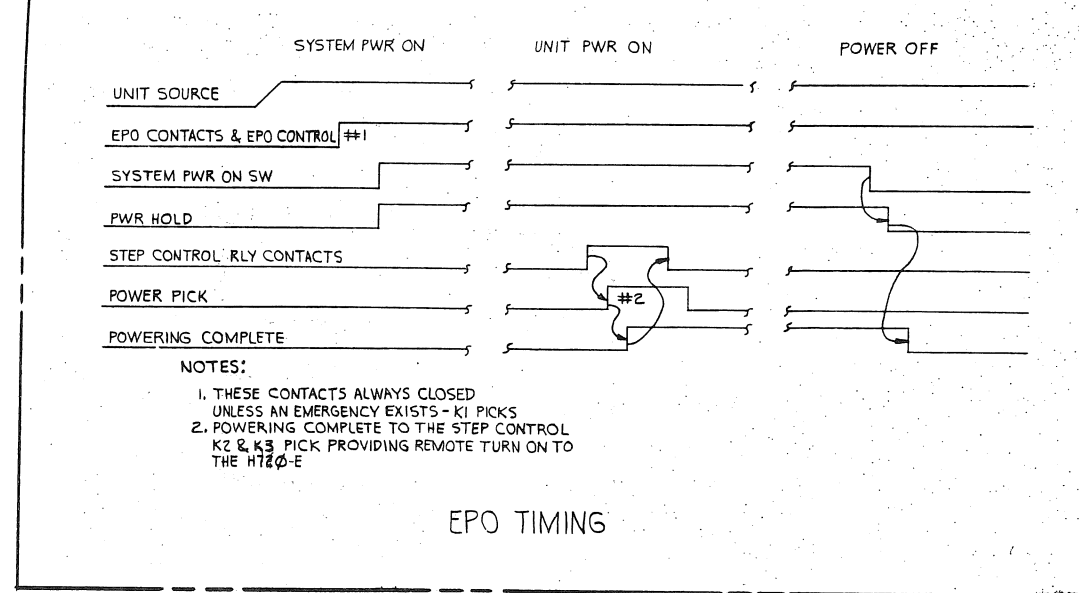 SYSTEM PWR ON UNIT PWR ON POWER OFF
UNIT SOURCE
EPO CONTACTS & EPO CONTROL #1
SYSTEM PWR ON SW
PWR HOLD
STEP CONTROL RLY CONTACTS
POWER PICK #2
POWERING COMPLETE
NOTES:
1. THESE CONTACTS ALWAYS CLOSED
UNLESS AN EMERGENCY EXISTS - K1 PICKS
2. POWERING COMPLETE TO THE STEP CONTROL
K2 & K3 PICK PROVIDING REMOTE TURN ON TO
THE H720-E
EPO TIMING